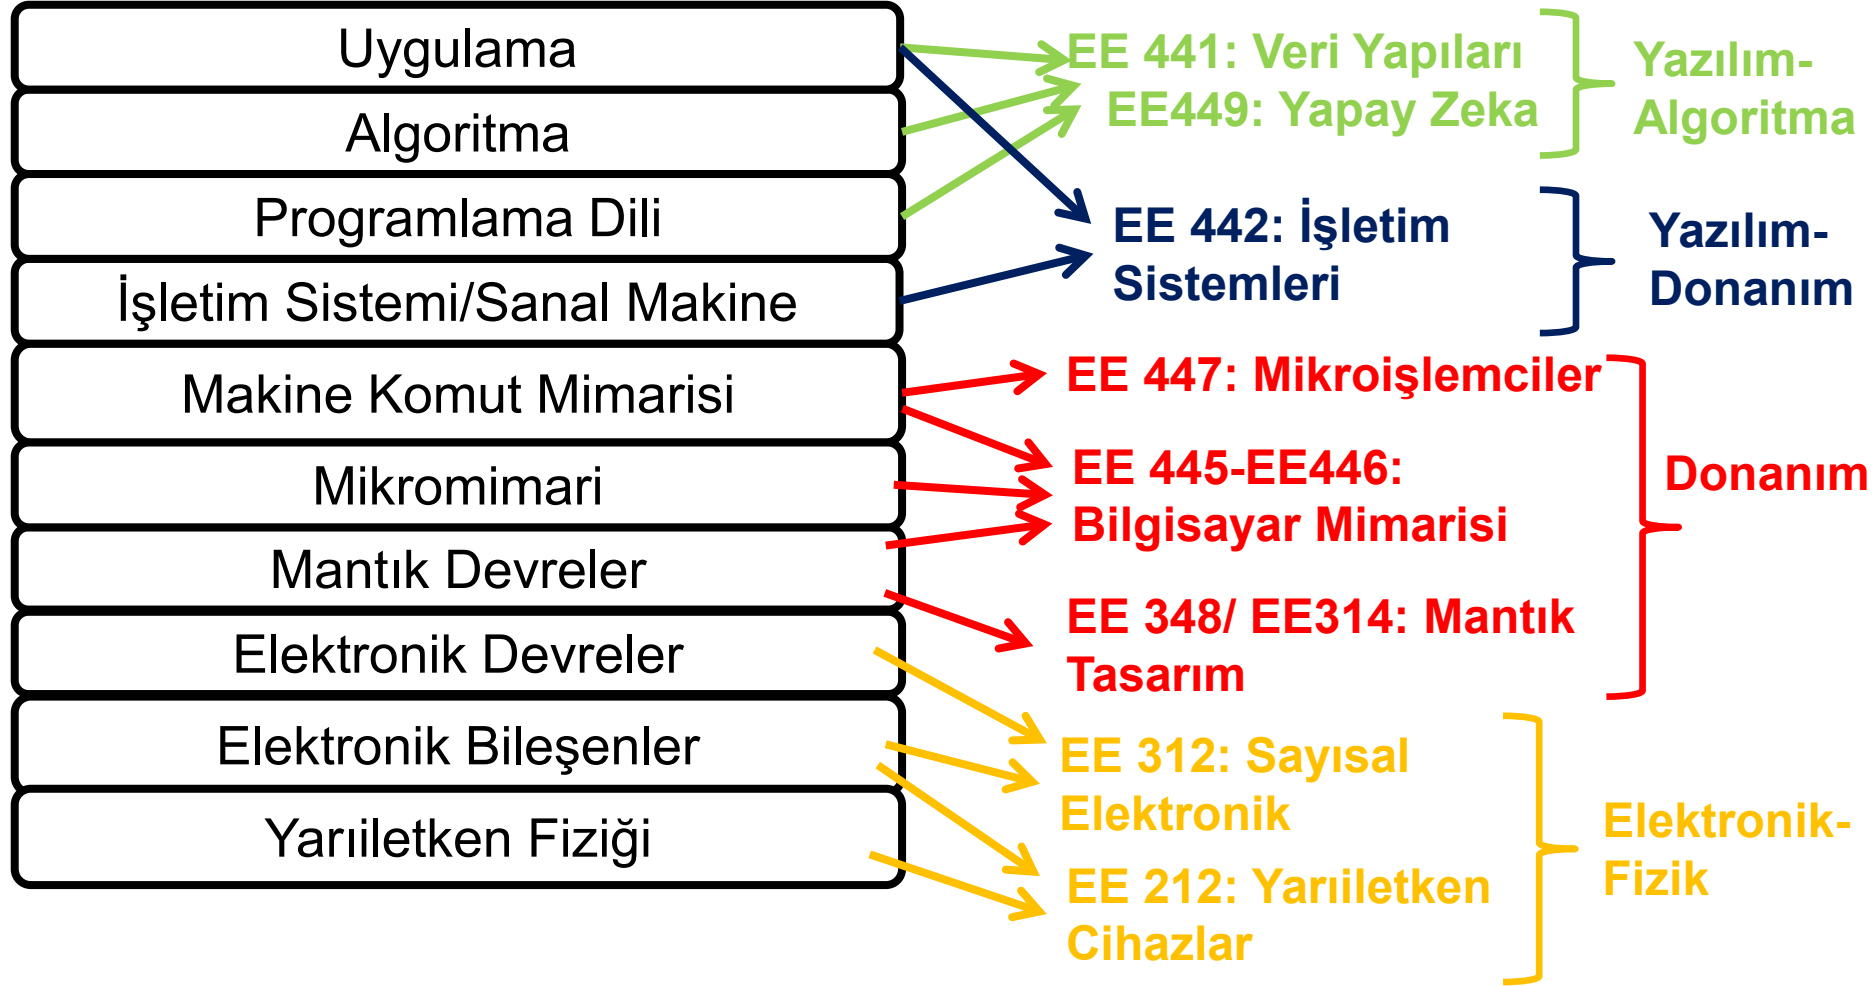 Uygulama
Algoritma
Programlama Dili
İşletim Sistemi/Sanal Makine
Makine Komut Mimarisi
Mikromimari
Mantık Devreler
Elektronik Devreler
Elektronik Bileşenler
Yarıiletken Fiziği
EE 441: Veri Yapıları
EE449: Yapay Zeka
Yazılım-
Algoritma
EE 442: İşletim
Sistemleri
Yazılım-
Donanım
EE 447: Mikroişlemciler
EE 445-EE446:
Bilgisayar Mimarisi
EE 348/ EE314: Mantık
Tasarım
Donanım
EE 312: Sayısal
Elektronik
EE 212: Yarıiletken
Cihazlar
Elektronik-
Fizik